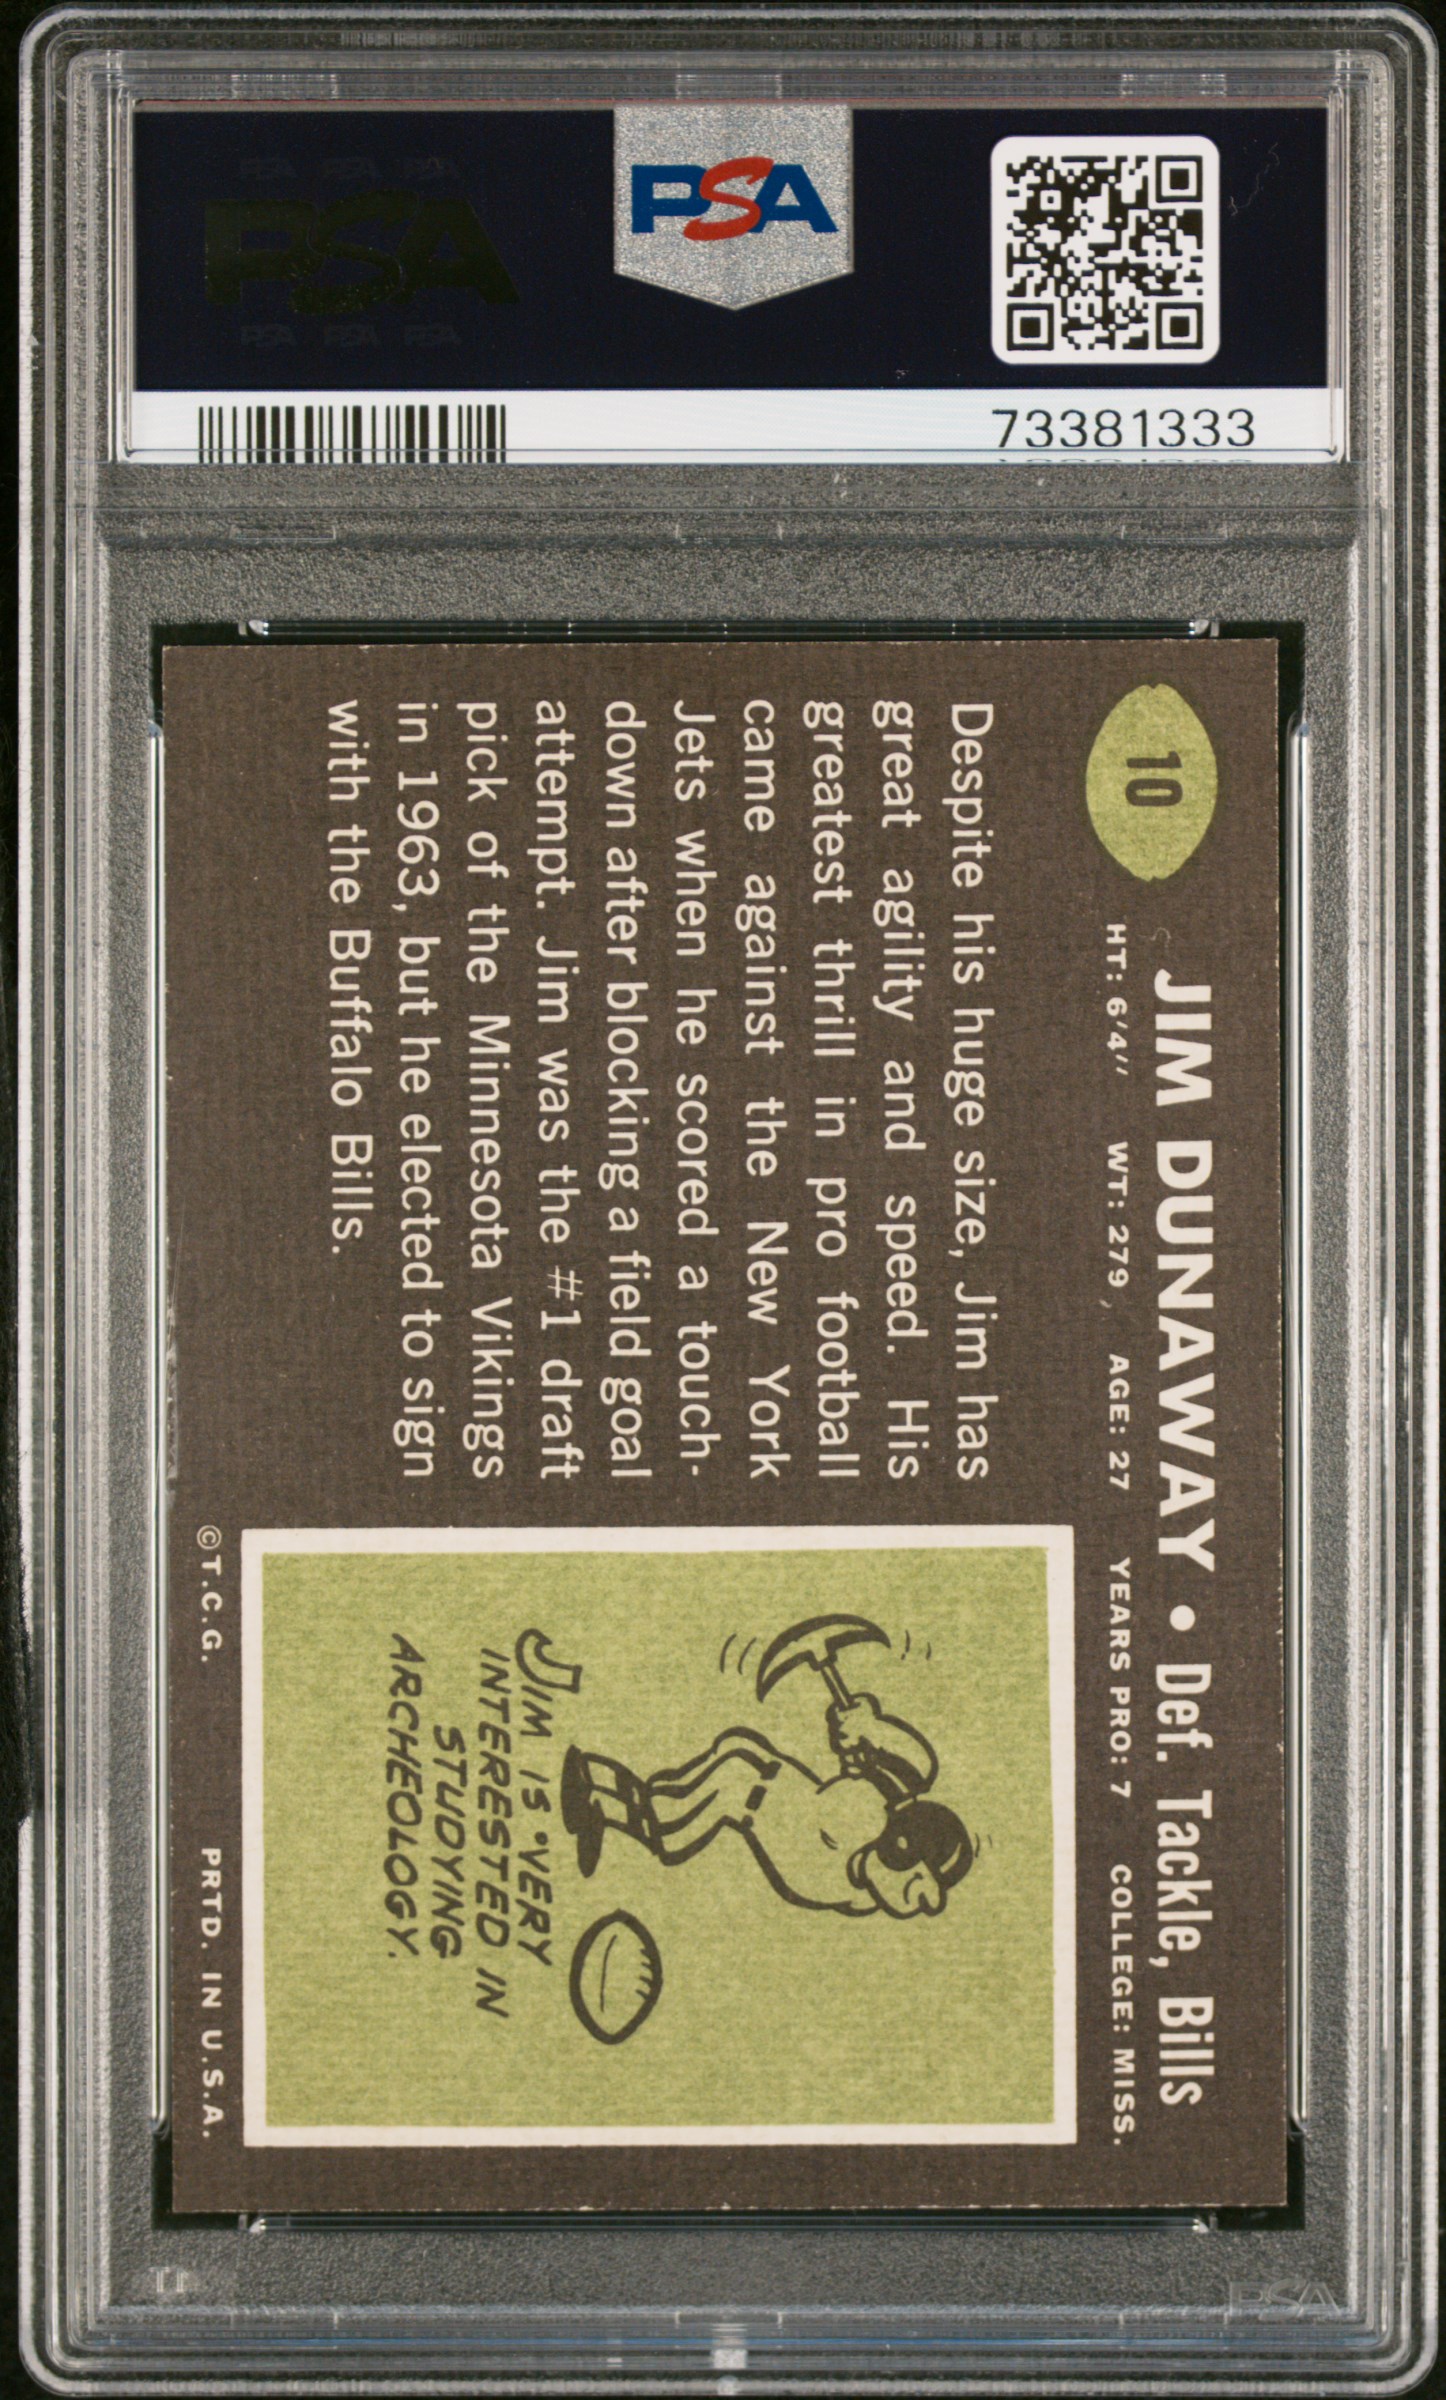 PSA
PSA
73381333
10
JIM DUNAWAY • Def. Tackle, Bills
HT: 6'4" WT: 279, AGE: 27 YEARS PRO: 7 COLLEGE: MISS.
Despite his huge size, Jim has
great agility and speed. His
greatest thrill in pro football
came against the New York
Jets when he scored a touch-
down after blocking a field goal
attempt. Jim was the #1 draft
pick of the Minnesota Vikings
in 1963, but he elected to sign
with the Buffalo Bills.
JIM IS VERY
INTERESTED IN
STUDYING
ARCHEOLOGY.
©T.C.G. PRTD. IN U.S.A.
PSA